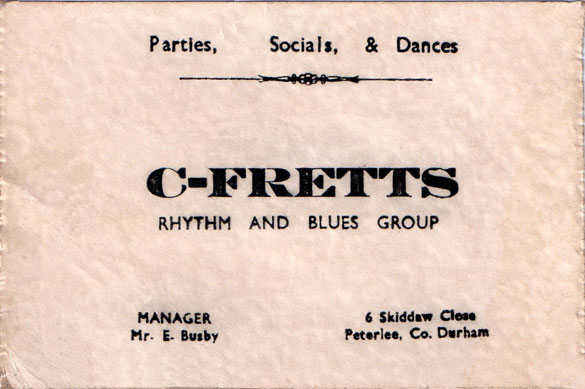 Parties, Socials, & Dances
C-FRETTS
RHYTHM AND BLUES GROUP
MANAGER
Mr. E. Busby
6 Skiddaw Close
Peterlee, Co. Durham